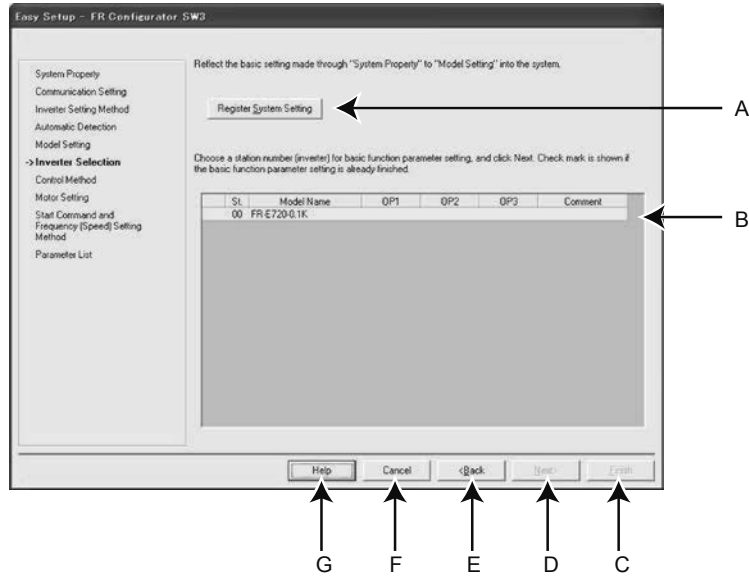 Easy Setup - FR Configurator SW3
Reflect the basic setting made through "System Property" to "Model Setting" into the system.
System Property
Communication Setting
Inverter Setting Method
Automatic Detection
Model Setting
->Inverter Selection
Control Method
Motor Setting
Start Command and
Frequency (Speed) Setting
Method
Parameter List
Register System Setting
A
Choose a station number (inverter) for basic function parameter setting, and click Next. Check mark is shown if
the basic function parameter setting is already finished.
St. Model Name OP1 OP2 OP3 Comment
00 FR-E720-0.1K
B
Help Cancel <Back Next> Finish
G F E D C